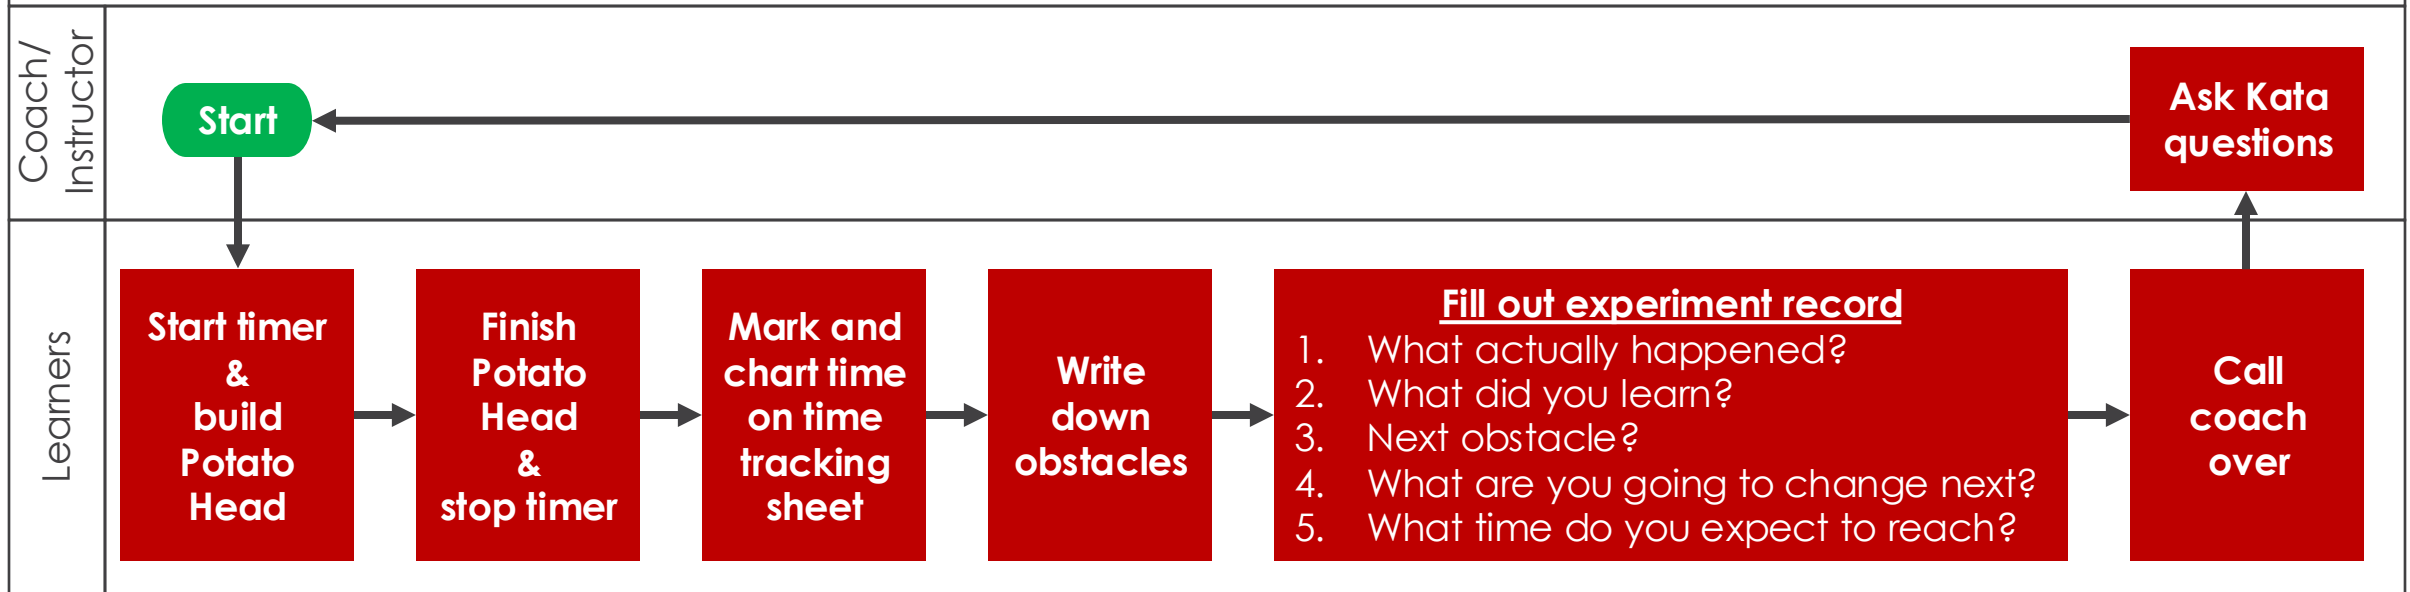 Coach/
Instructor
Start
Ask Kata
questions
Learners
Start timer
&
build
Potato
Head
Finish
Potato
Head
&
stop timer
Mark and
chart time
on time
tracking
sheet
Write
down
obstacles
Fill out experiment record
1. What actually happened?
2. What did you learn?
3. Next obstacle?
4. What are you going to change next?
5. What time do you expect to reach?
Call
coach
over